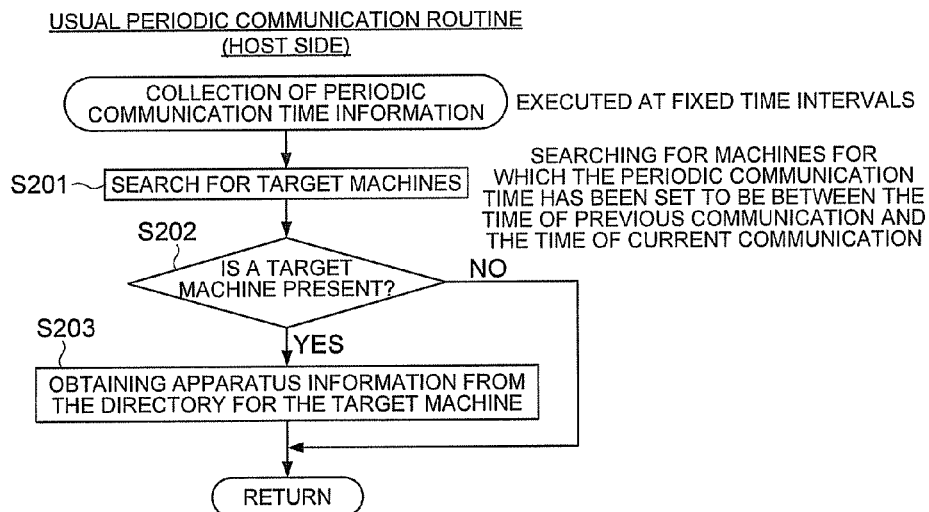 USUAL PERIODIC COMMUNICATION ROUTINE
(HOST SIDE)
COLLECTION OF PERIODIC
COMMUNICATION TIME INFORMATION
EXECUTED AT FIXED TIME INTERVALS
S201
SEARCH FOR TARGET MACHINES
SEARCHING FOR MACHINES FOR
WHICH THE PERIODIC COMMUNICATION
TIME HAS BEEN SET TO BE BETWEEN THE
TIME OF PREVIOUS COMMUNICATION AND
THE TIME OF CURRENT COMMUNICATION
S202
IS A TARGET
MACHINE PRESENT?
NO
YES
S203
OBTAINING APPARATUS INFORMATION FROM
THE DIRECTORY FOR THE TARGET MACHINE
RETURN